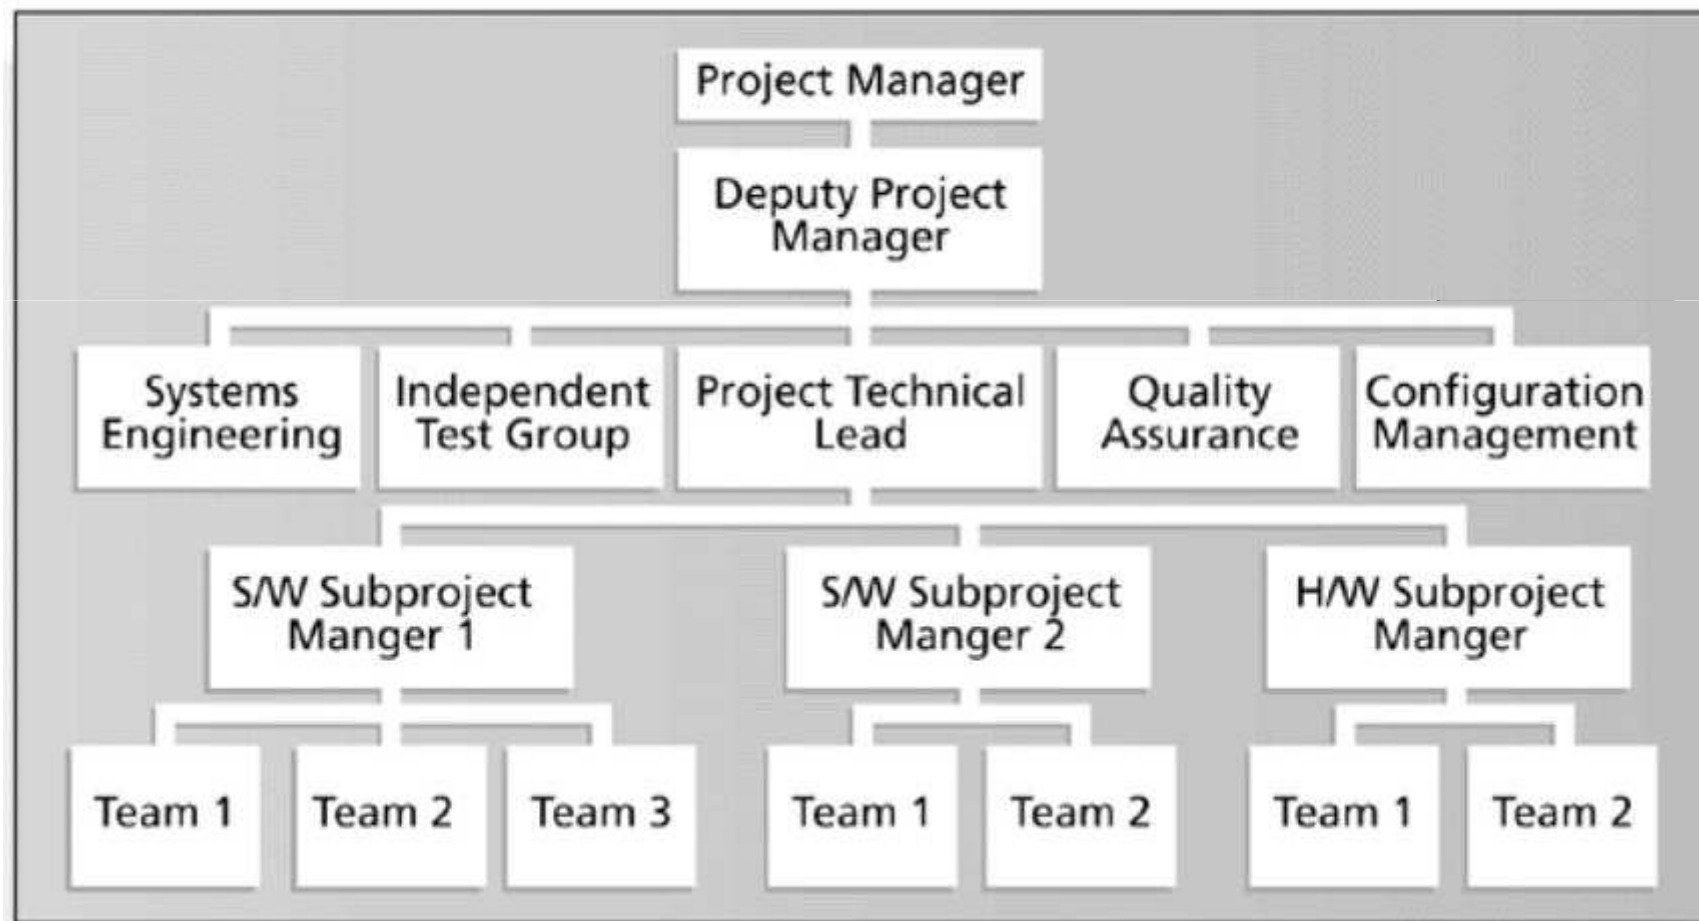 Project Manager
Deputy Project
Manager
Systems
Engineering
Independent
Test Group
Project Technical
Lead
Quality
Assurance
Configuration
Management
S/W Subproject
Manger 1
S/W Subproject
Manger 2
H/W Subproject
Manger
Team 1
Team 2
Team 3
Team 1
Team 2
Team 1
Team 2